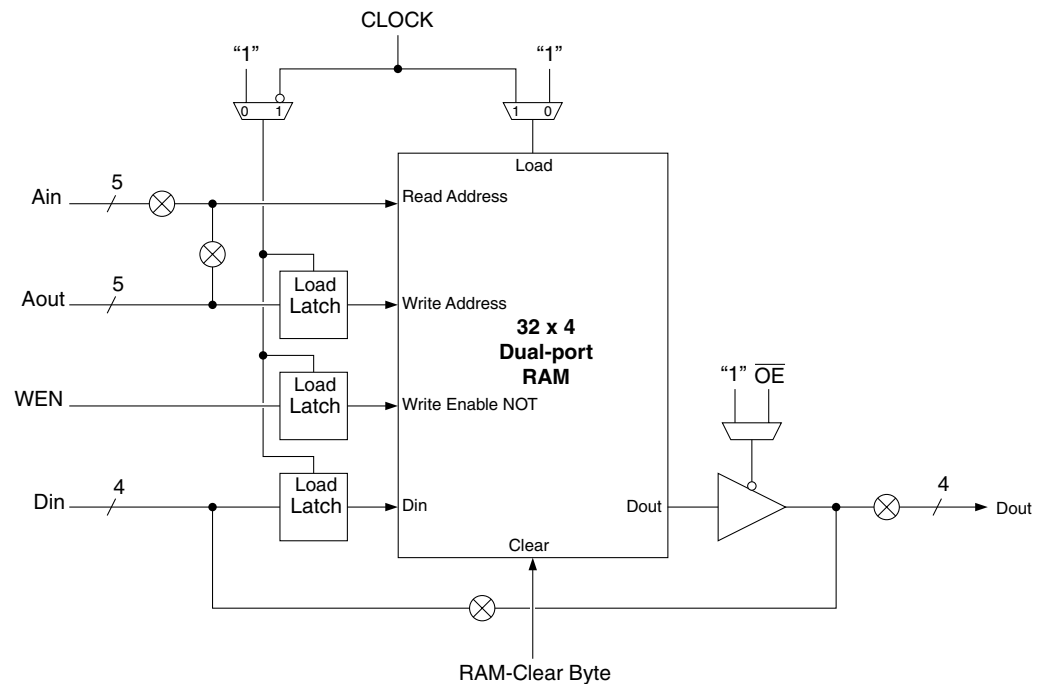 CLOCK
“1”
“1”
0 1
1 0
Load
Ain
5
Read Address
Aout
5
Load
Latch
Write Address
32 x 4
Dual-port
RAM
WEN
Load
Latch
Write Enable NOT
“1” OE
Din
4
Load
Latch
Din
Dout
4
Dout
Clear
RAM-Clear Byte